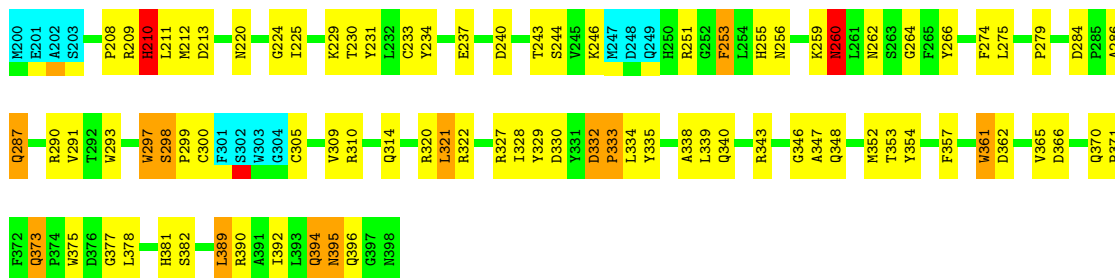 M200 E201 A202 S203 P208 R209 H210 L211 M212 D213 N220 G224 I225 K229 T230 Y231 L232 C233 Y234 E237 D240 T243 S244 V245 K246 M247 D248 Q249 H250 R251 G252 F253 L254 H255 N256 K259 N260 L261 N262 S263 G264 F265 Y266 F274 L275 P279 D284 P285 A286
Q287 R290 V291 T292 W293 W297 S298 P299 C300 F301 S302 W303 G304 C305 V309 R310 Q314 R320 L321 R322 R327 I328 Y329 D330 Y331 D332 P333 L334 Y335 A338 L339 Q340 R343 G346 A347 Q348 M352 T353 Y354 F357 W361 D362 V365 D366 Q370 P371
F372 Q373 P374 W375 D376 G377 L378 H381 S382 L389 R390 A391 I392 L393 Q394 N395 Q396 G397 N398